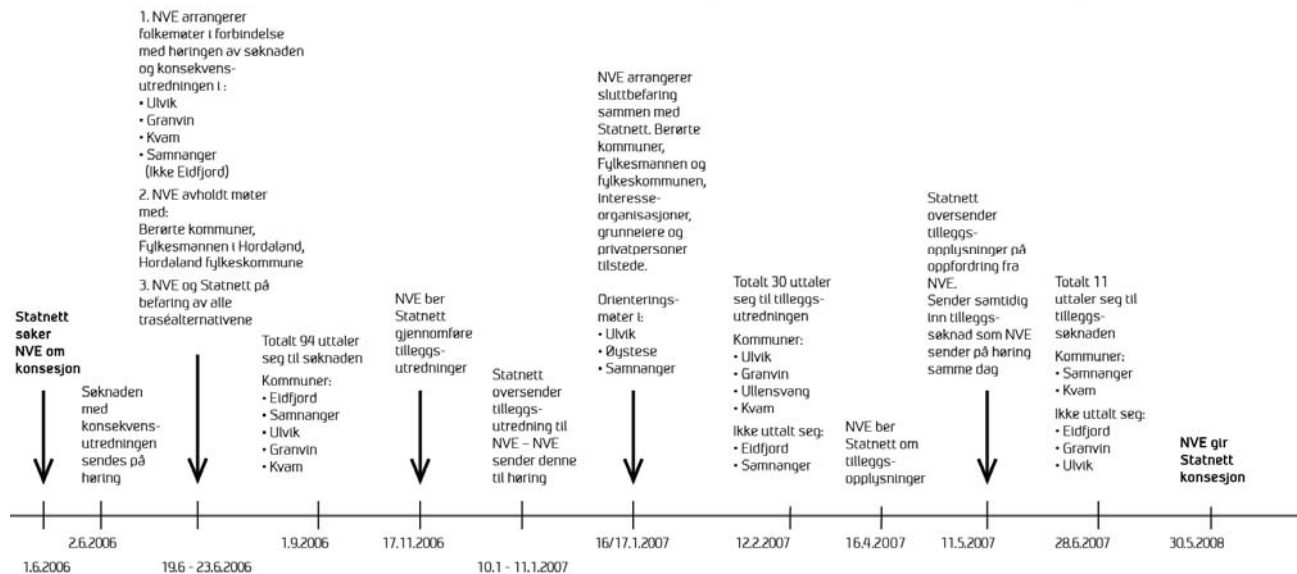 1. NVE arrangerer
folkemøter i forbindelse
med høringen av søknaden
og konsekvens-
utredningen i :
• Ulvik
• Granvin
• Kvam
• Samnanger
(Ikke Eidfjord)
2. NVE avholdt møter
med:
Berørte kommuner,
Fylkesmannen i Hordaland,
Hordaland fylkeskommune
3. NVE og Statnett på
befaring av alle
traséalternativene
Statnett
søker
NVE om
konsesjon
Søknaden
med
konsekvens-
utredningen
sendes på
høring
Totalt 94 uttaler
seg til søknaden
Kommuner:
• Eidfjord
• Samnanger
• Ulvik
• Granvin
• Kvam
NVE ber
Statnett
gjennomføre
tilleggs-
utredninger
Statnett
oversender
tilleggs-
utredning til
NVE – NVE
sender denne
til høring
NVE arrangerer
sluttbefaring
sammen med
Statnett. Berørte
kommuner,
Fylkesmannen og
fylkeskommunen,
interesse-
organisasjoner,
grunneiere og
privatpersoner
tilstede.
Orienterings-
møter i:
• Ulvik
• Øystese
• Samnanger
Totalt 30 uttaler
seg til tilleggs-
utredningen
Kommuner:
• Ulvik
• Granvin
• Ullensvang
• Kvam
Ikke uttalt seg:
• Eidfjord
• Samnanger
NVE ber
Statnett om
tilleggs-
opplysninger
Statnett
oversender
tilleggs-
opplysninger på
oppfordring fra
NVE.
Sender samtidig
inn tilleggs-
søknad som NVE
sender på høring
samme dag
Totalt 11
uttaler seg til
tilleggs-
søknaden
Kommuner:
• Samnanger
• Kvam
Ikke uttalt seg:
• Eidfjord
• Granvin
• Ulvik
NVE gir
Statnett
konsesjon
1.6.2006
2.6.2006
19.6 - 23.6.2006
1.9.2006
17.11.2006
10.1 - 11.1.2007
16/17.1.2007
12.2.2007
16.4.2007
11.5.2007
28.6.2007
30.5.2008